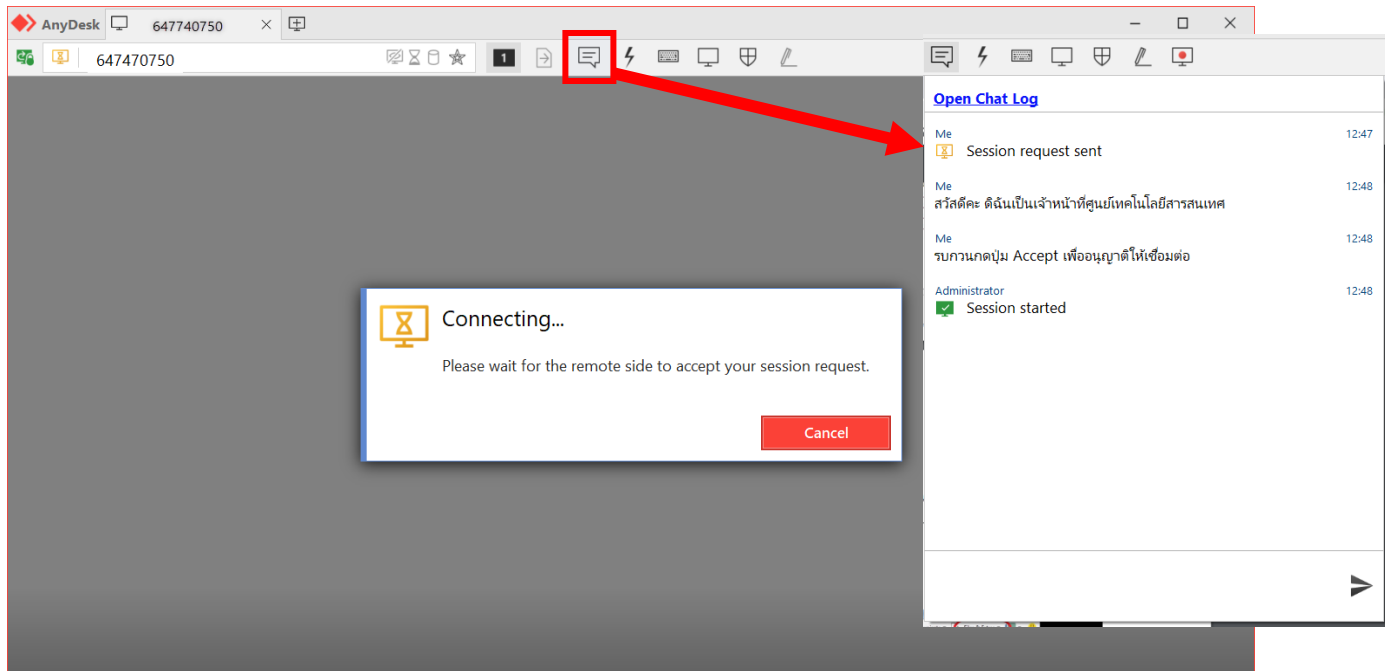 AnyDesk
647740750
647470750
1
Open Chat Log
Me 12:47
Session request sent
Me 12:48
สวัสดีคะ ดิฉันเป็นเจ้าหน้าที่ศูนย์เทคโนโลยีสารสนเทศ
Me 12:48
รบกวนกดปุ่ม Accept เพื่ออนุญาติให้เชื่อมต่อ
Administrator 12:48
Session started
Connecting...
Please wait for the remote side to accept your session request.
Cancel